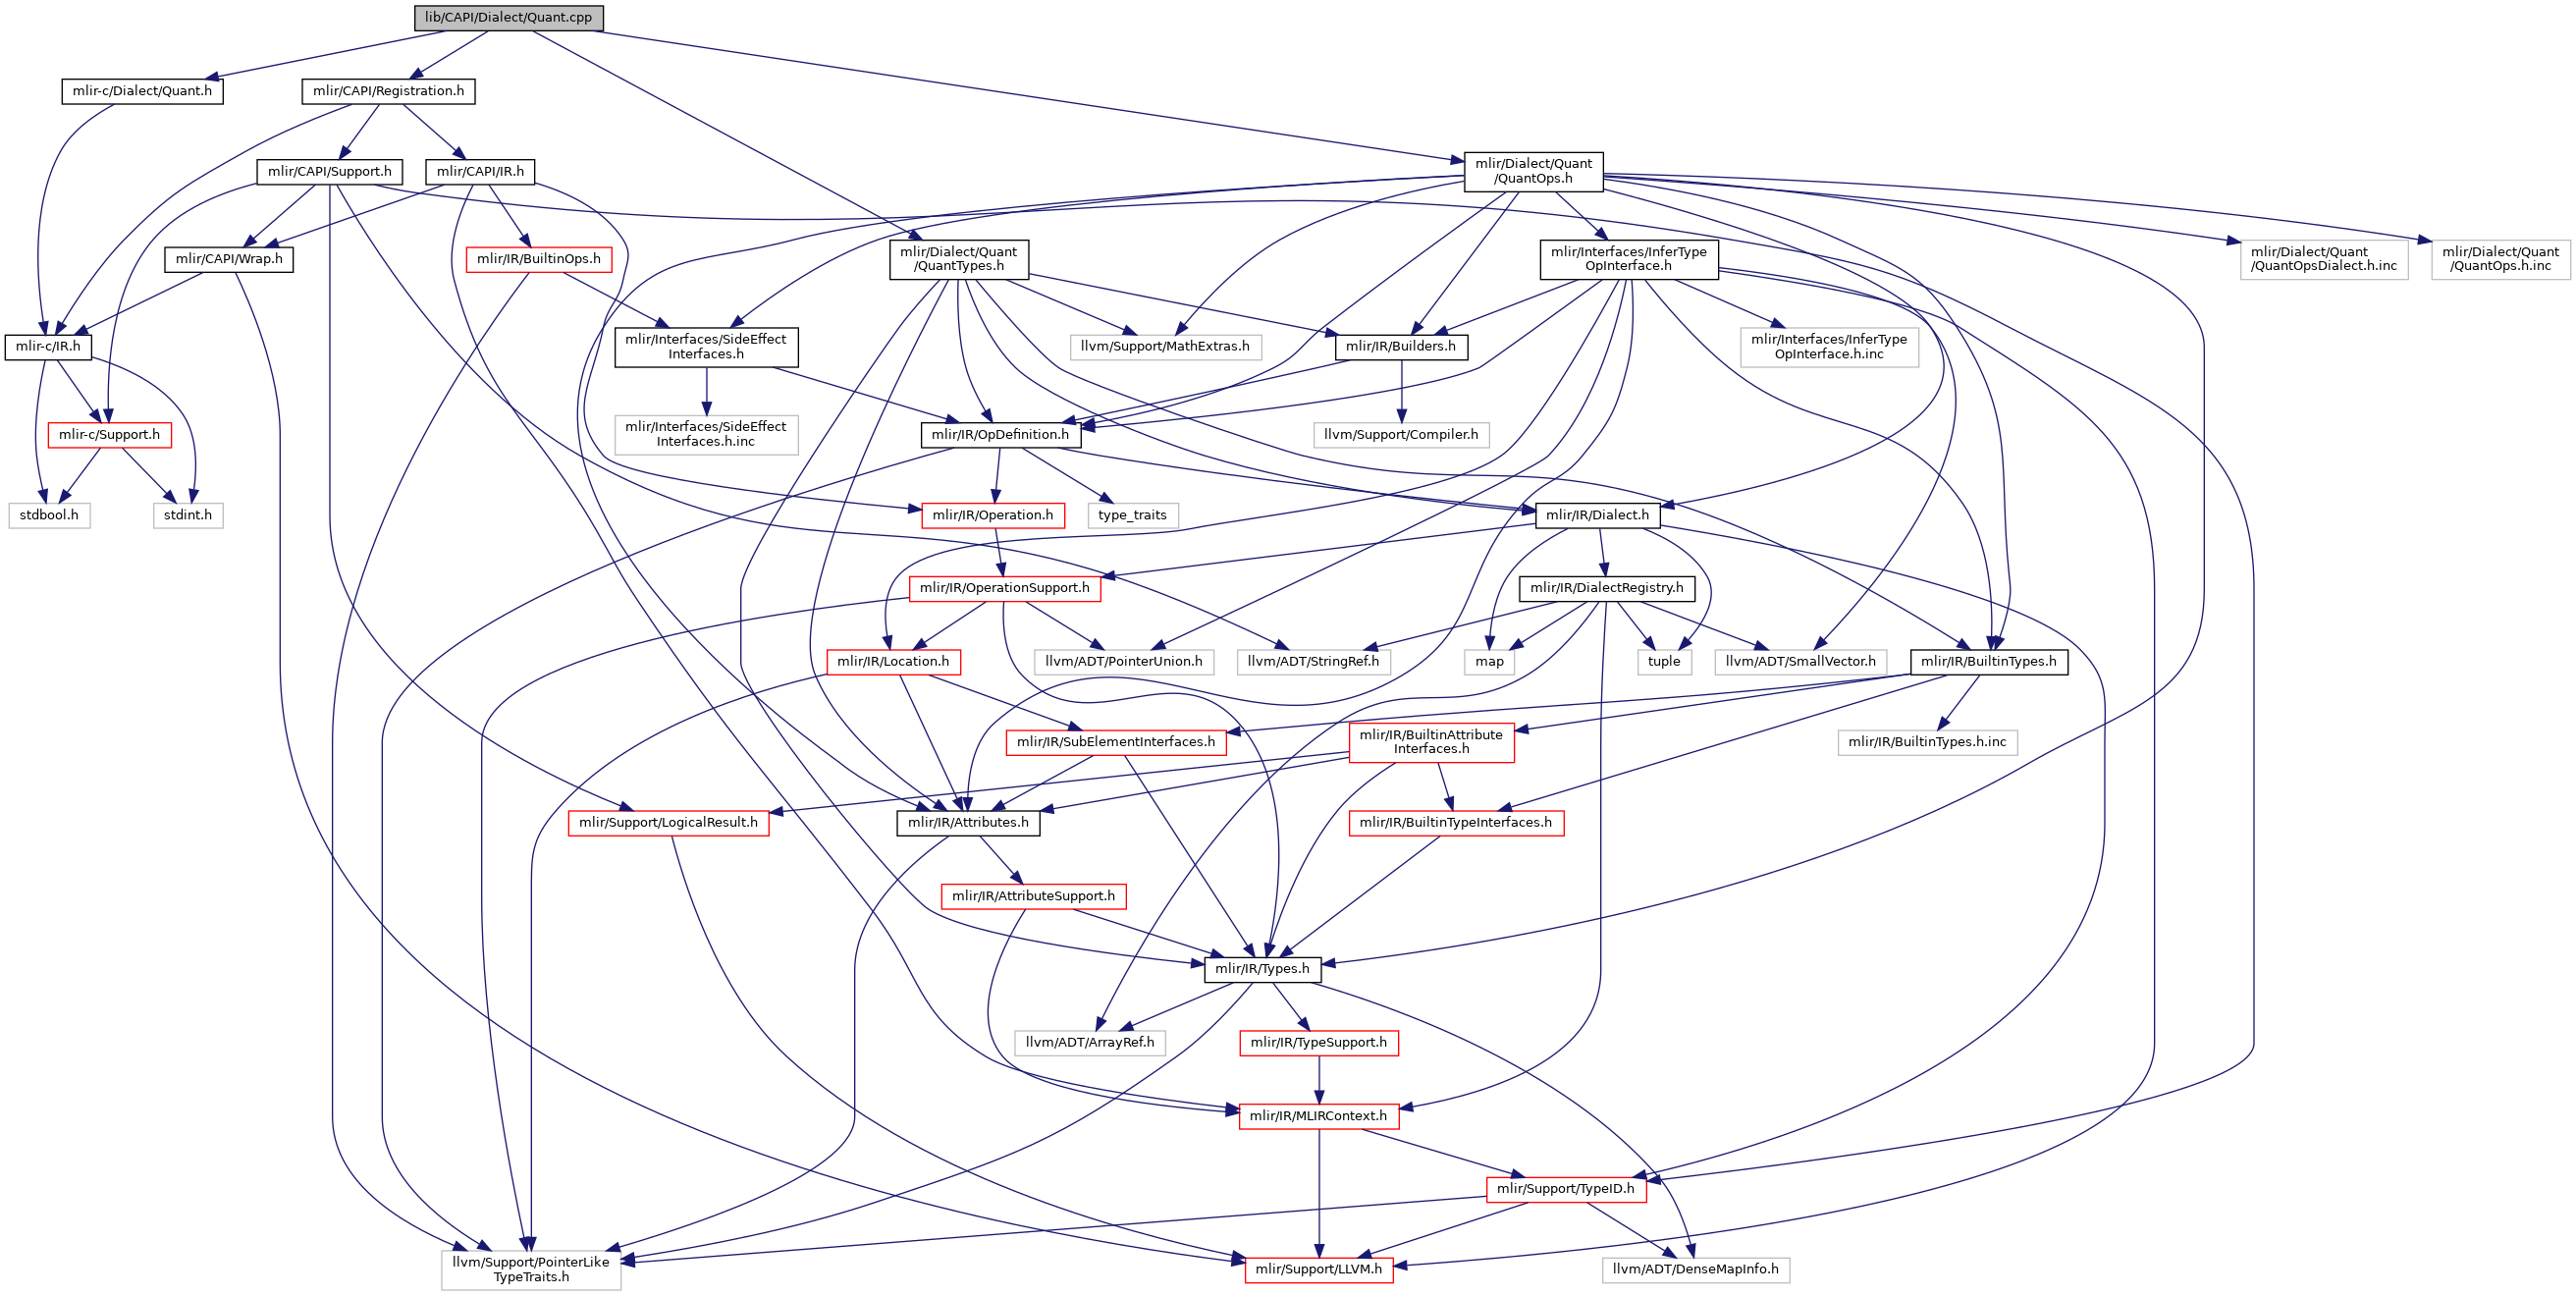 lib/CAPI/Dialect/Quant.cpp
mlir-c/Dialect/Quant.h
mlir/CAPI/Registration.h
mlir/CAPI/Support.h
mlir/CAPI/IR.h
mlir/Dialect/Quant
/QuantOps.h
mlir/CAPI/Wrap.h
mlir/IR/BuiltinOps.h
mlir/Dialect/Quant
/QuantTypes.h
mlir/Interfaces/InferType
OpInterface.h
mlir/Dialect/Quant
/QuantOpsDialect.h.inc
mlir/Dialect/Quant
/QuantOps.h.inc
mlir-c/IR.h
mlir/Interfaces/SideEffect
Interfaces.h
llvm/Support/MathExtras.h
mlir/IR/Builders.h
mlir/Interfaces/InferType
OpInterface.h.inc
mlir-c/Support.h
mlir/Interfaces/SideEffect
Interfaces.h.inc
mlir/IR/OpDefinition.h
llvm/Support/Compiler.h
stdbool.h
stdint.h
mlir/IR/Operation.h
type_traits
mlir/IR/Dialect.h
mlir/IR/OperationSupport.h
mlir/IR/DialectRegistry.h
mlir/IR/Location.h
llvm/ADT/PointerUnion.h
llvm/ADT/StringRef.h
map
tuple
llvm/ADT/SmallVector.h
mlir/IR/BuiltinTypes.h
mlir/IR/SubElementInterfaces.h
mlir/IR/BuiltinAttribute
Interfaces.h
mlir/IR/BuiltinTypes.h.inc
mlir/Support/LogicalResult.h
mlir/IR/Attributes.h
mlir/IR/BuiltinTypeInterfaces.h
mlir/IR/AttributeSupport.h
mlir/IR/Types.h
llvm/ADT/ArrayRef.h
mlir/IR/TypeSupport.h
mlir/IR/MLIRContext.h
mlir/Support/TypeID.h
llvm/Support/PointerLike
TypeTraits.h
mlir/Support/LLVM.h
llvm/ADT/DenseMapInfo.h